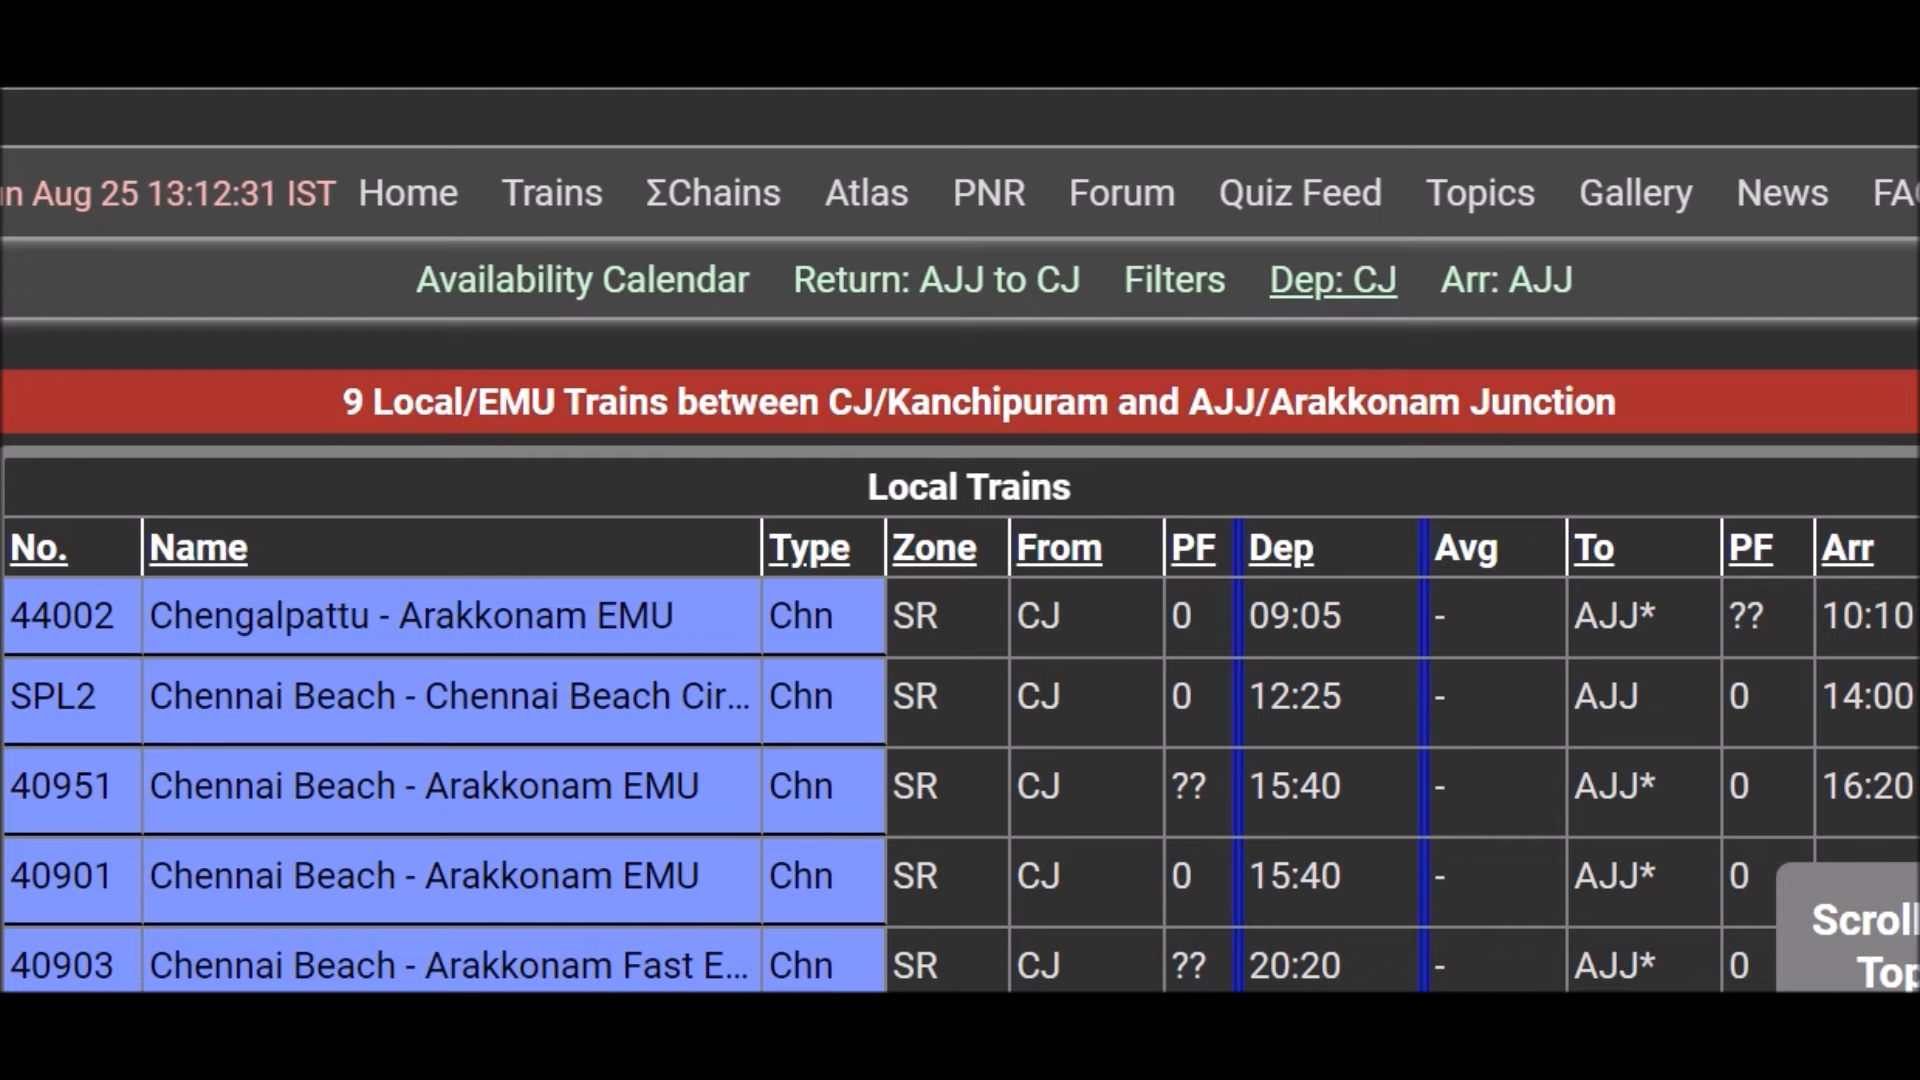 n Aug 25 13:12:31 IST Home Trains ΣChains Atlas PNR Forum Quiz Feed Topics Gallery News FAQ
Availability Calendar Return: AJJ to CJ Filters Dep: CJ Arr: AJJ
9 Local/EMU Trains between CJ/Kanchipuram and AJJ/Arakkonam Junction
Local Trains
No. Name Type Zone From PF Dep Avg To PF Arr
44002 Chengalpattu - Arakkonam EMU Chn SR CJ 0 09:05 - AJJ* ?? 10:10
SPL2 Chennai Beach - Chennai Beach Cir... Chn SR CJ 0 12:25 - AJJ 0 14:00
40951 Chennai Beach - Arakkonam EMU Chn SR CJ ?? 15:40 - AJJ* 0 16:20
40901 Chennai Beach - Arakkonam EMU Chn SR CJ 0 15:40 - AJJ* 0
40903 Chennai Beach - Arakkonam Fast E... Chn SR CJ ?? 20:20 - AJJ* 0
Scroll
Top